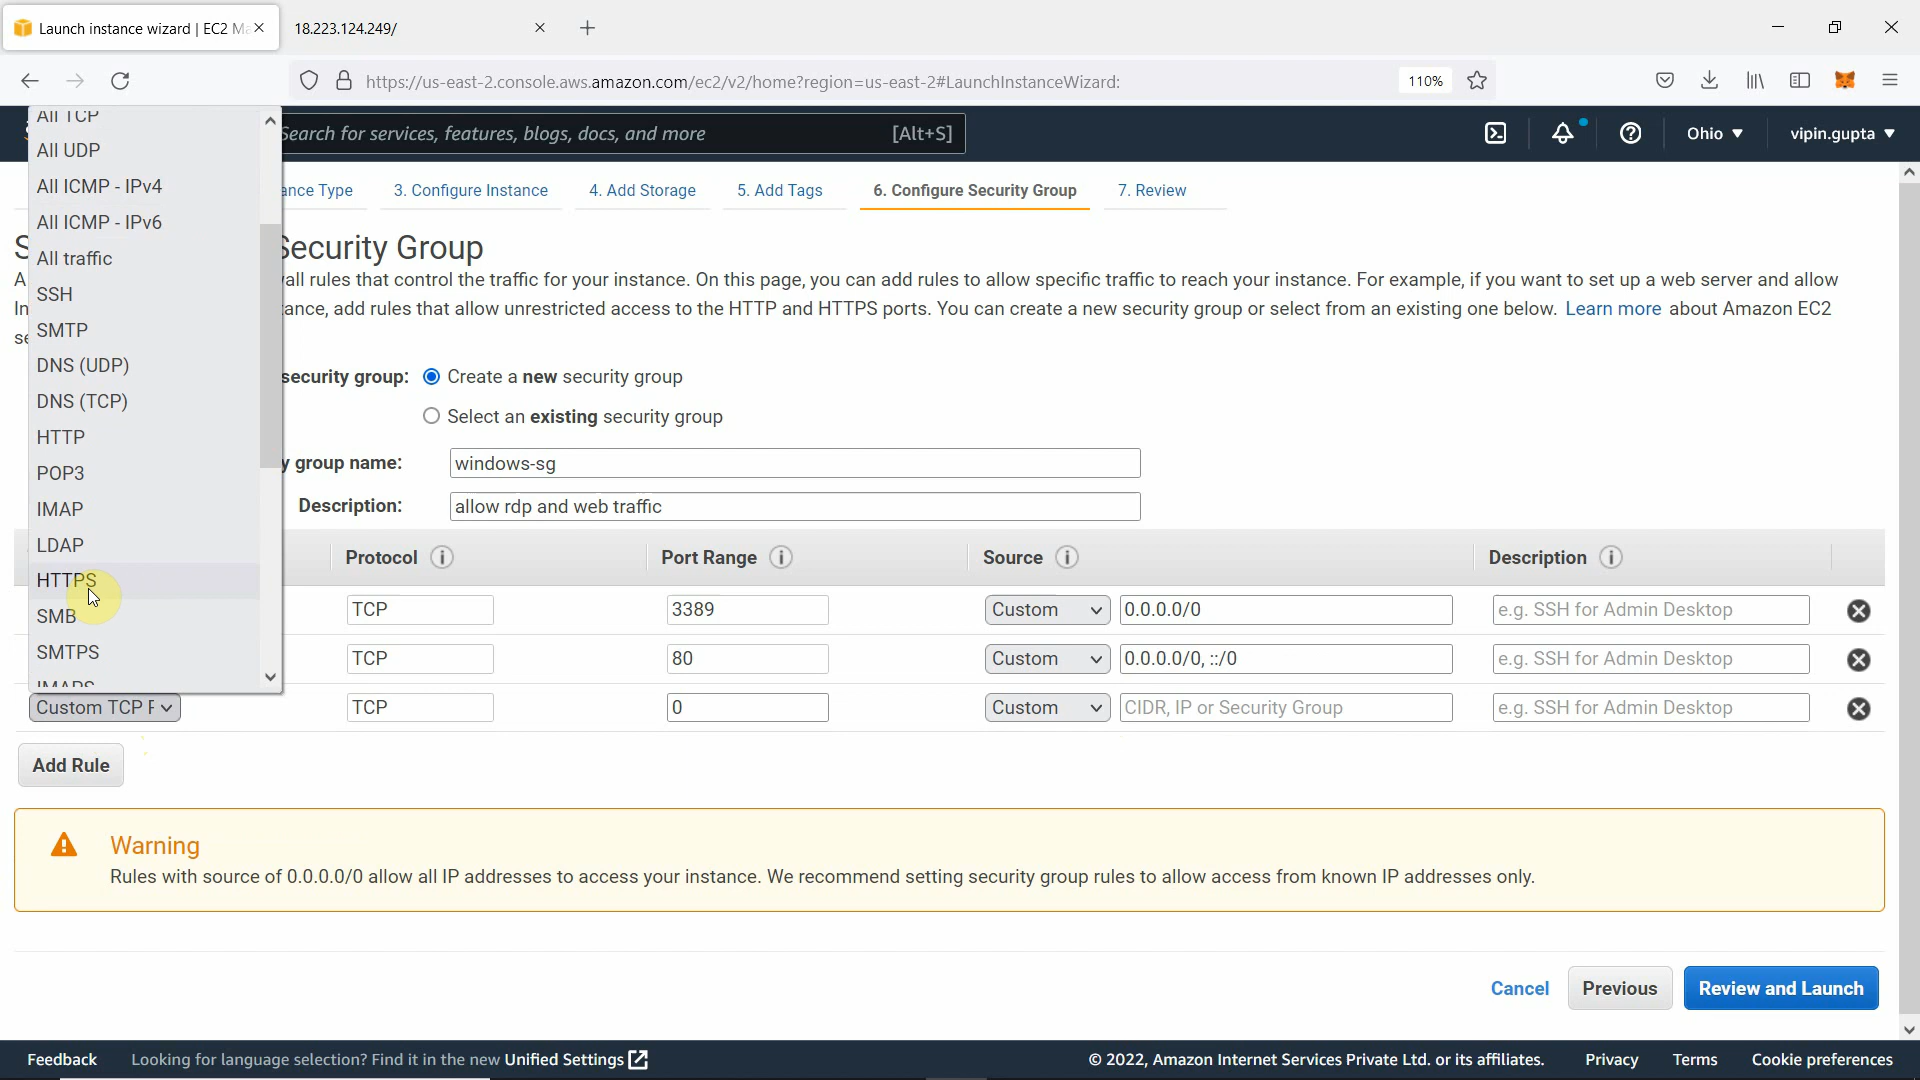 Launch instance wizard | EC2 Ma
18.223.124.249/
https://us-east-2.console.aws.amazon.com/ec2/v2/home?region=us-east-2#LaunchInstanceWizard:
110%
Search for services, features, blogs, docs, and more
[Alt+S]
Ohio
vipin.gupta
ance Type
3. Configure Instance
4. Add Storage
5. Add Tags
6. Configure Security Group
7. Review
Security Group
all rules that control the traffic for your instance. On this page, you can add rules to allow specific traffic to reach your instance. For example, if you want to set up a web server and allow
tance, add rules that allow unrestricted access to the HTTP and HTTPS ports. You can create a new security group or select from an existing one below. Learn more about Amazon EC2
All TCP
All UDP
All ICMP - IPv4
All ICMP - IPv6
All traffic
SSH
SMTP
DNS (UDP)
DNS (TCP)
HTTP
POP3
IMAP
LDAP
HTTPS
SMB
SMTPS
IMAPS
security group:
Create a new security group
Select an existing security group
y group name:
windows-sg
Description:
allow rdp and web traffic
Protocol
Port Range
Source
Description
TCP
3389
Custom
0.0.0.0/0
e.g. SSH for Admin Desktop
TCP
80
Custom
0.0.0.0/0, ::/0
e.g. SSH for Admin Desktop
Custom TCP F
TCP
0
Custom
CIDR, IP or Security Group
e.g. SSH for Admin Desktop
Add Rule
Warning
Rules with source of 0.0.0.0/0 allow all IP addresses to access your instance. We recommend setting security group rules to allow access from known IP addresses only.
Cancel
Previous
Review and Launch
Feedback
Looking for language selection? Find it in the new Unified Settings
© 2022, Amazon Internet Services Private Ltd. or its affiliates.
Privacy
Terms
Cookie preferences